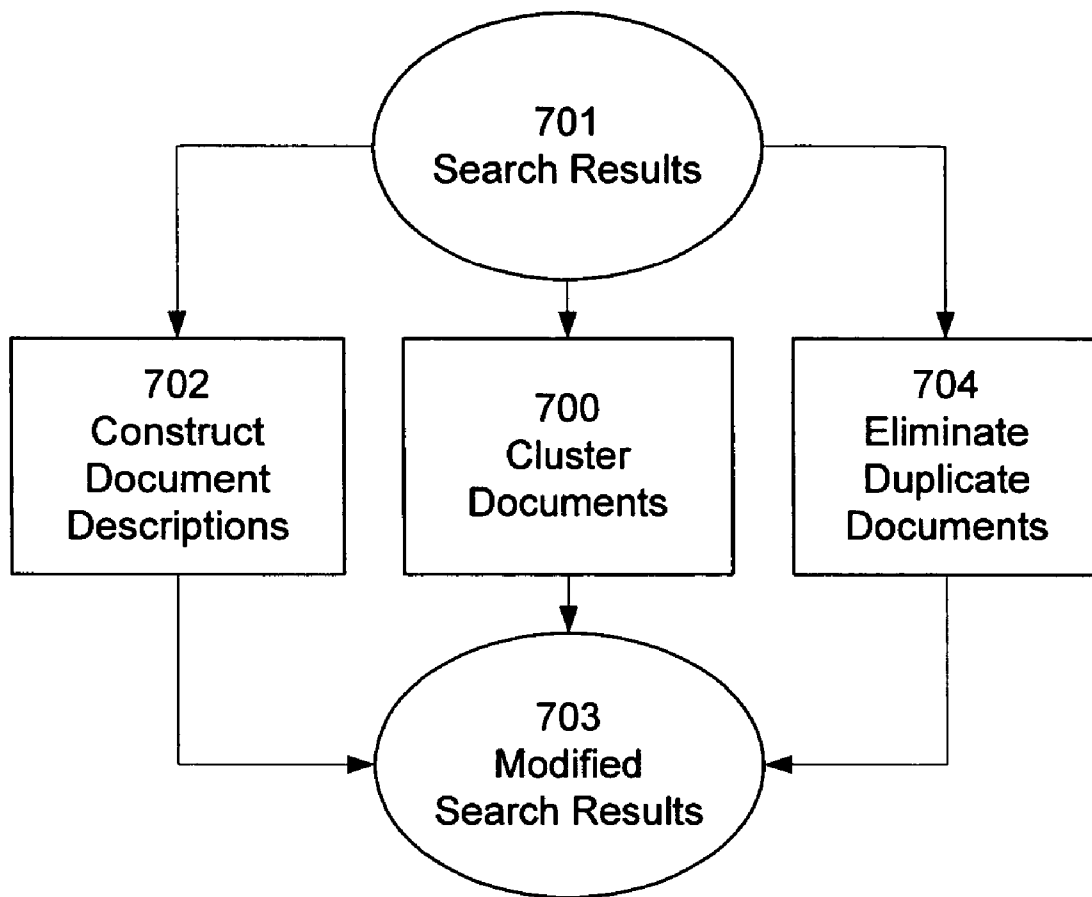 701
Search Results
702
Construct
Document
Descriptions
700
Cluster
Documents
704
Eliminate
Duplicate
Documents
703
Modified
Search Results